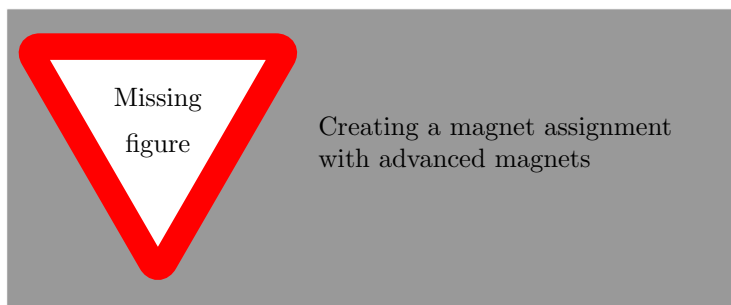 Missing
figure
Creating a magnet assignment
with advanced magnets